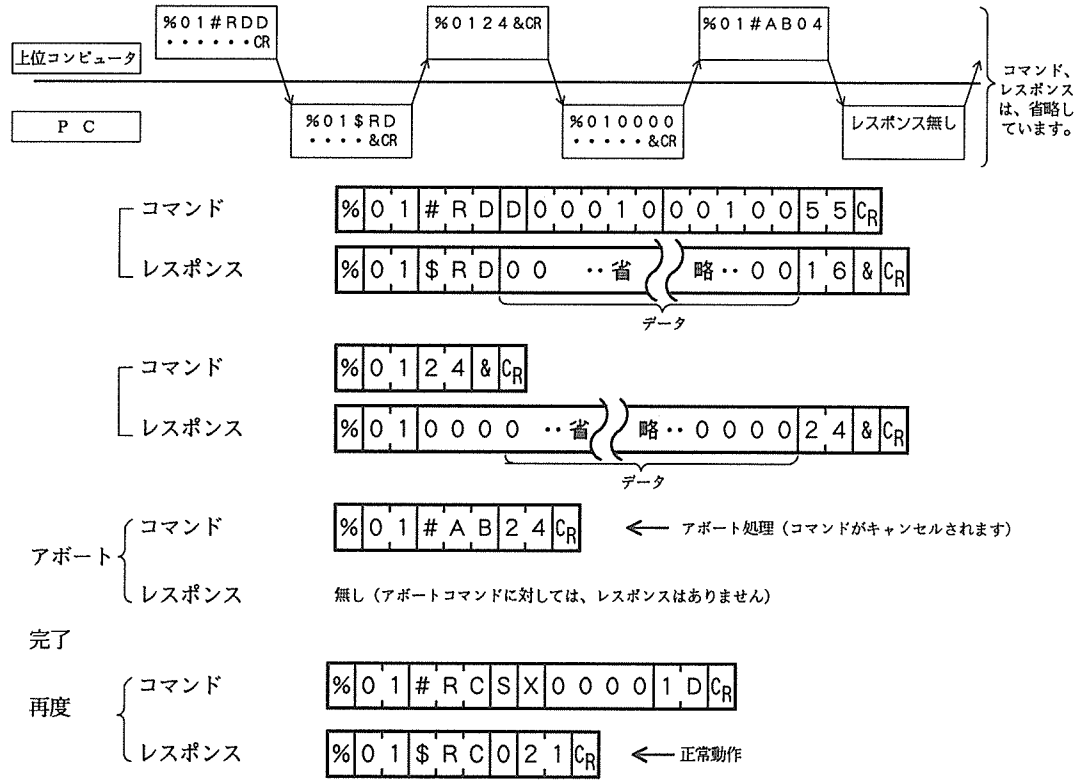 %01#RDD
・・・・・・CR
%0124&CR
%01#AB04
上位コンピュータ
コマンド、
レスポンス
は、省略し
ています。
PC
%01$RD
・・・・・&CR
%010000
・・・・・&CR
レスポンス無し
コマンド %01#RDD000100010055CR
レスポンス %01$RD00 ・・省 略・・0016&CR
データ
コマンド %0124&CR
レスポンス %010000 ・・省 略・・000024&CR
データ
コマンド %01#AB24CR ← アボート処理（コマンドがキャンセルされます）
アボート
レスポンス 無し（アボートコマンドに対しては、レスポンスはありません）
完了
コマンド %01#RCSX00001DCR
再度
レスポンス %01$RC021CR ← 正常動作